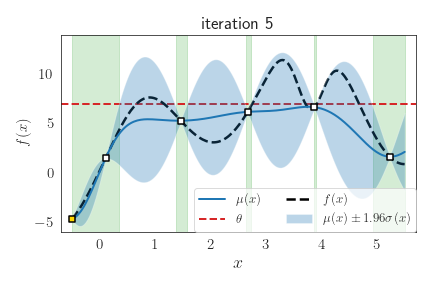 iteration 5
10
5
0
−5
f(x)
0 1 2 3 4 5
x
μ(x) f(x)
θ μ(x) ± 1.96σ(x)